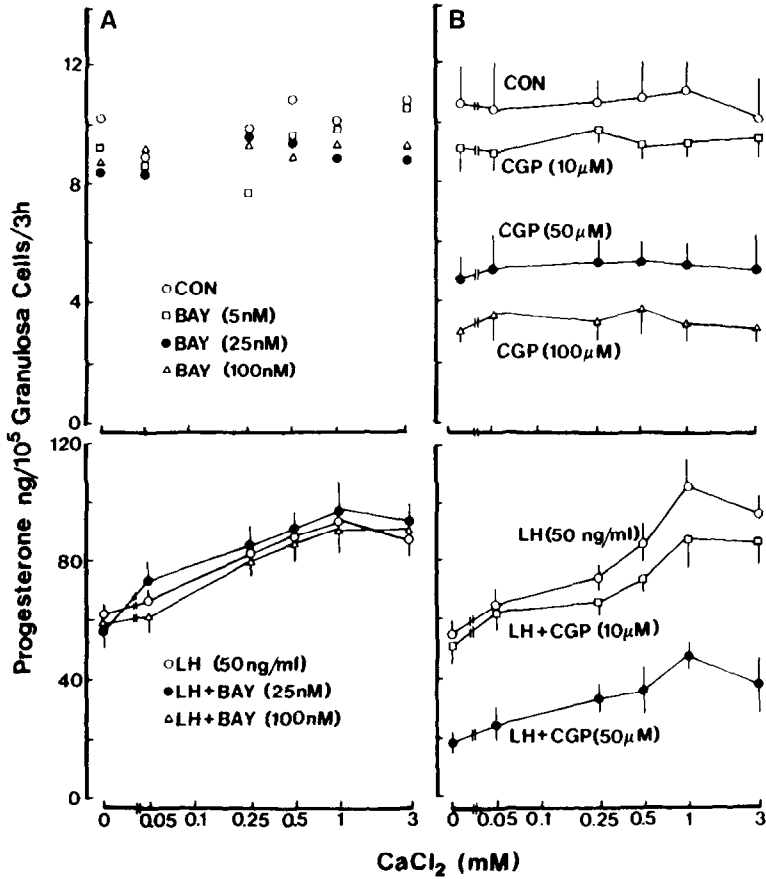 A
B
12
8
4
0
CON
BAY (5nM)
BAY (25nM)
BAY (100nM)
CON
CGP (10μM)
CGP (50μM)
CGP (100μM)
Progesterone ng/10⁵ Granulosa Cells/3h
120
80
40
0
LH (50ng/ml)
LH+BAY (25nM)
LH+BAY (100nM)
LH(50 ng/ml)
LH+CGP (10μM)
LH+CGP(50μM)
0 0.05 0.1 0.25 0.5 1 3
0 0.05 0.1 0.25 0.5 1 3
CaCl₂ (mM)